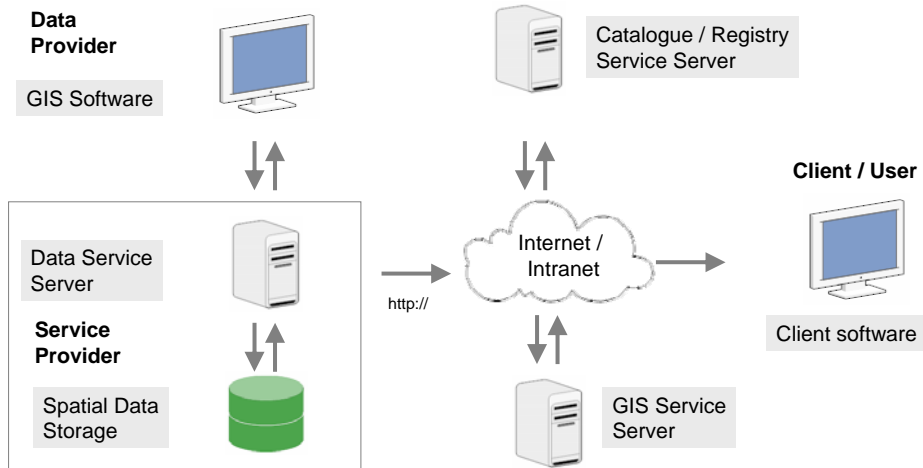 Data
Provider
GIS Software
Catalogue / Registry
Service Server
Client / User
Data Service
Server
Internet /
Intranet
http://
Service
Provider
Client software
Spatial Data
Storage
GIS Service
Server